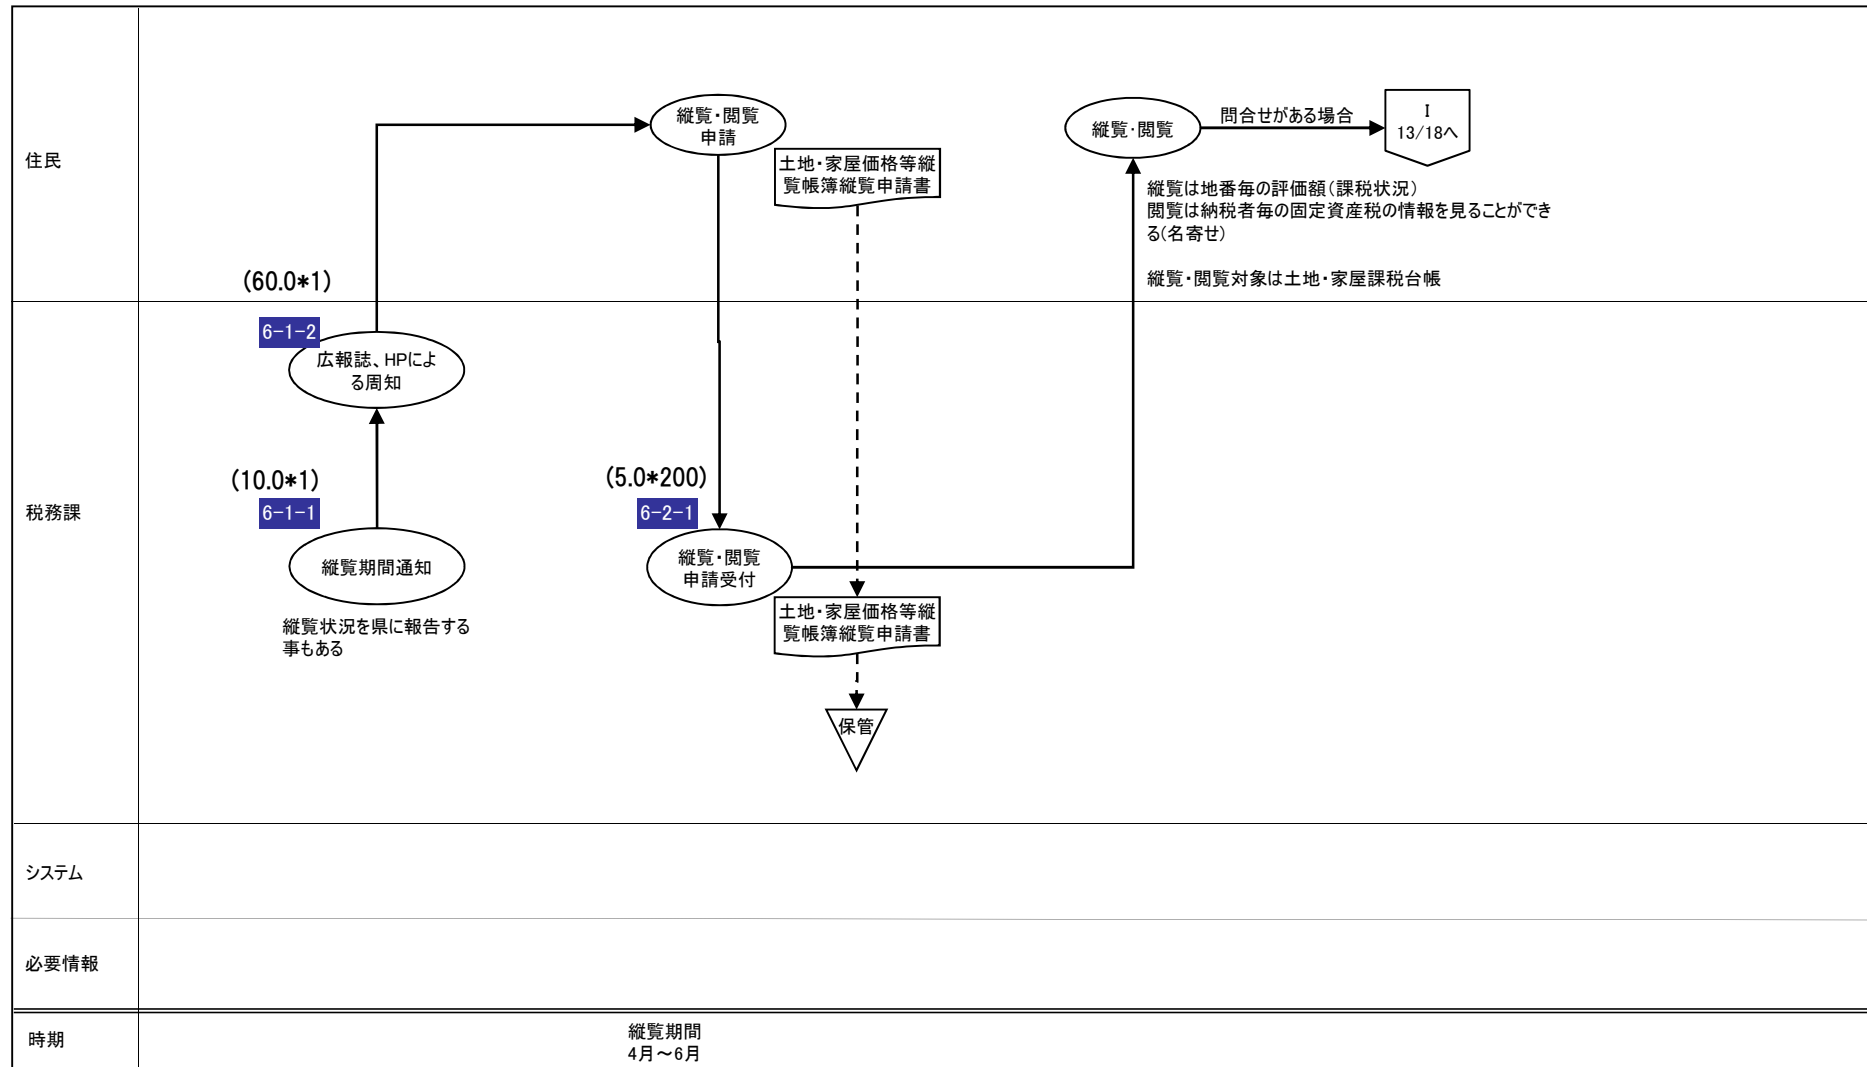 住民
縦覧・閲覧
申請
土地・家屋価格等縦
覧帳簿縦覧申請書
縦覧・閲覧
問合せがある場合
I
13/18へ
縦覧は地番毎の評価額（課税状況）
閲覧は納税者毎の固定資産税の情報を見ることができ
る（名寄せ）
縦覧・閲覧対象は土地・家屋課税台帳
(60.0*1)
税務課
6-1-2
広報誌、HPによ
る周知
(10.0*1)
6-1-1
縦覧期間通知
縦覧状況を県に報告する
事もある
(5.0*200)
6-2-1
縦覧・閲覧
申請受付
土地・家屋価格等縦
覧帳簿縦覧申請書
保管
システム
必要情報
時期
縦覧期間
4月～6月